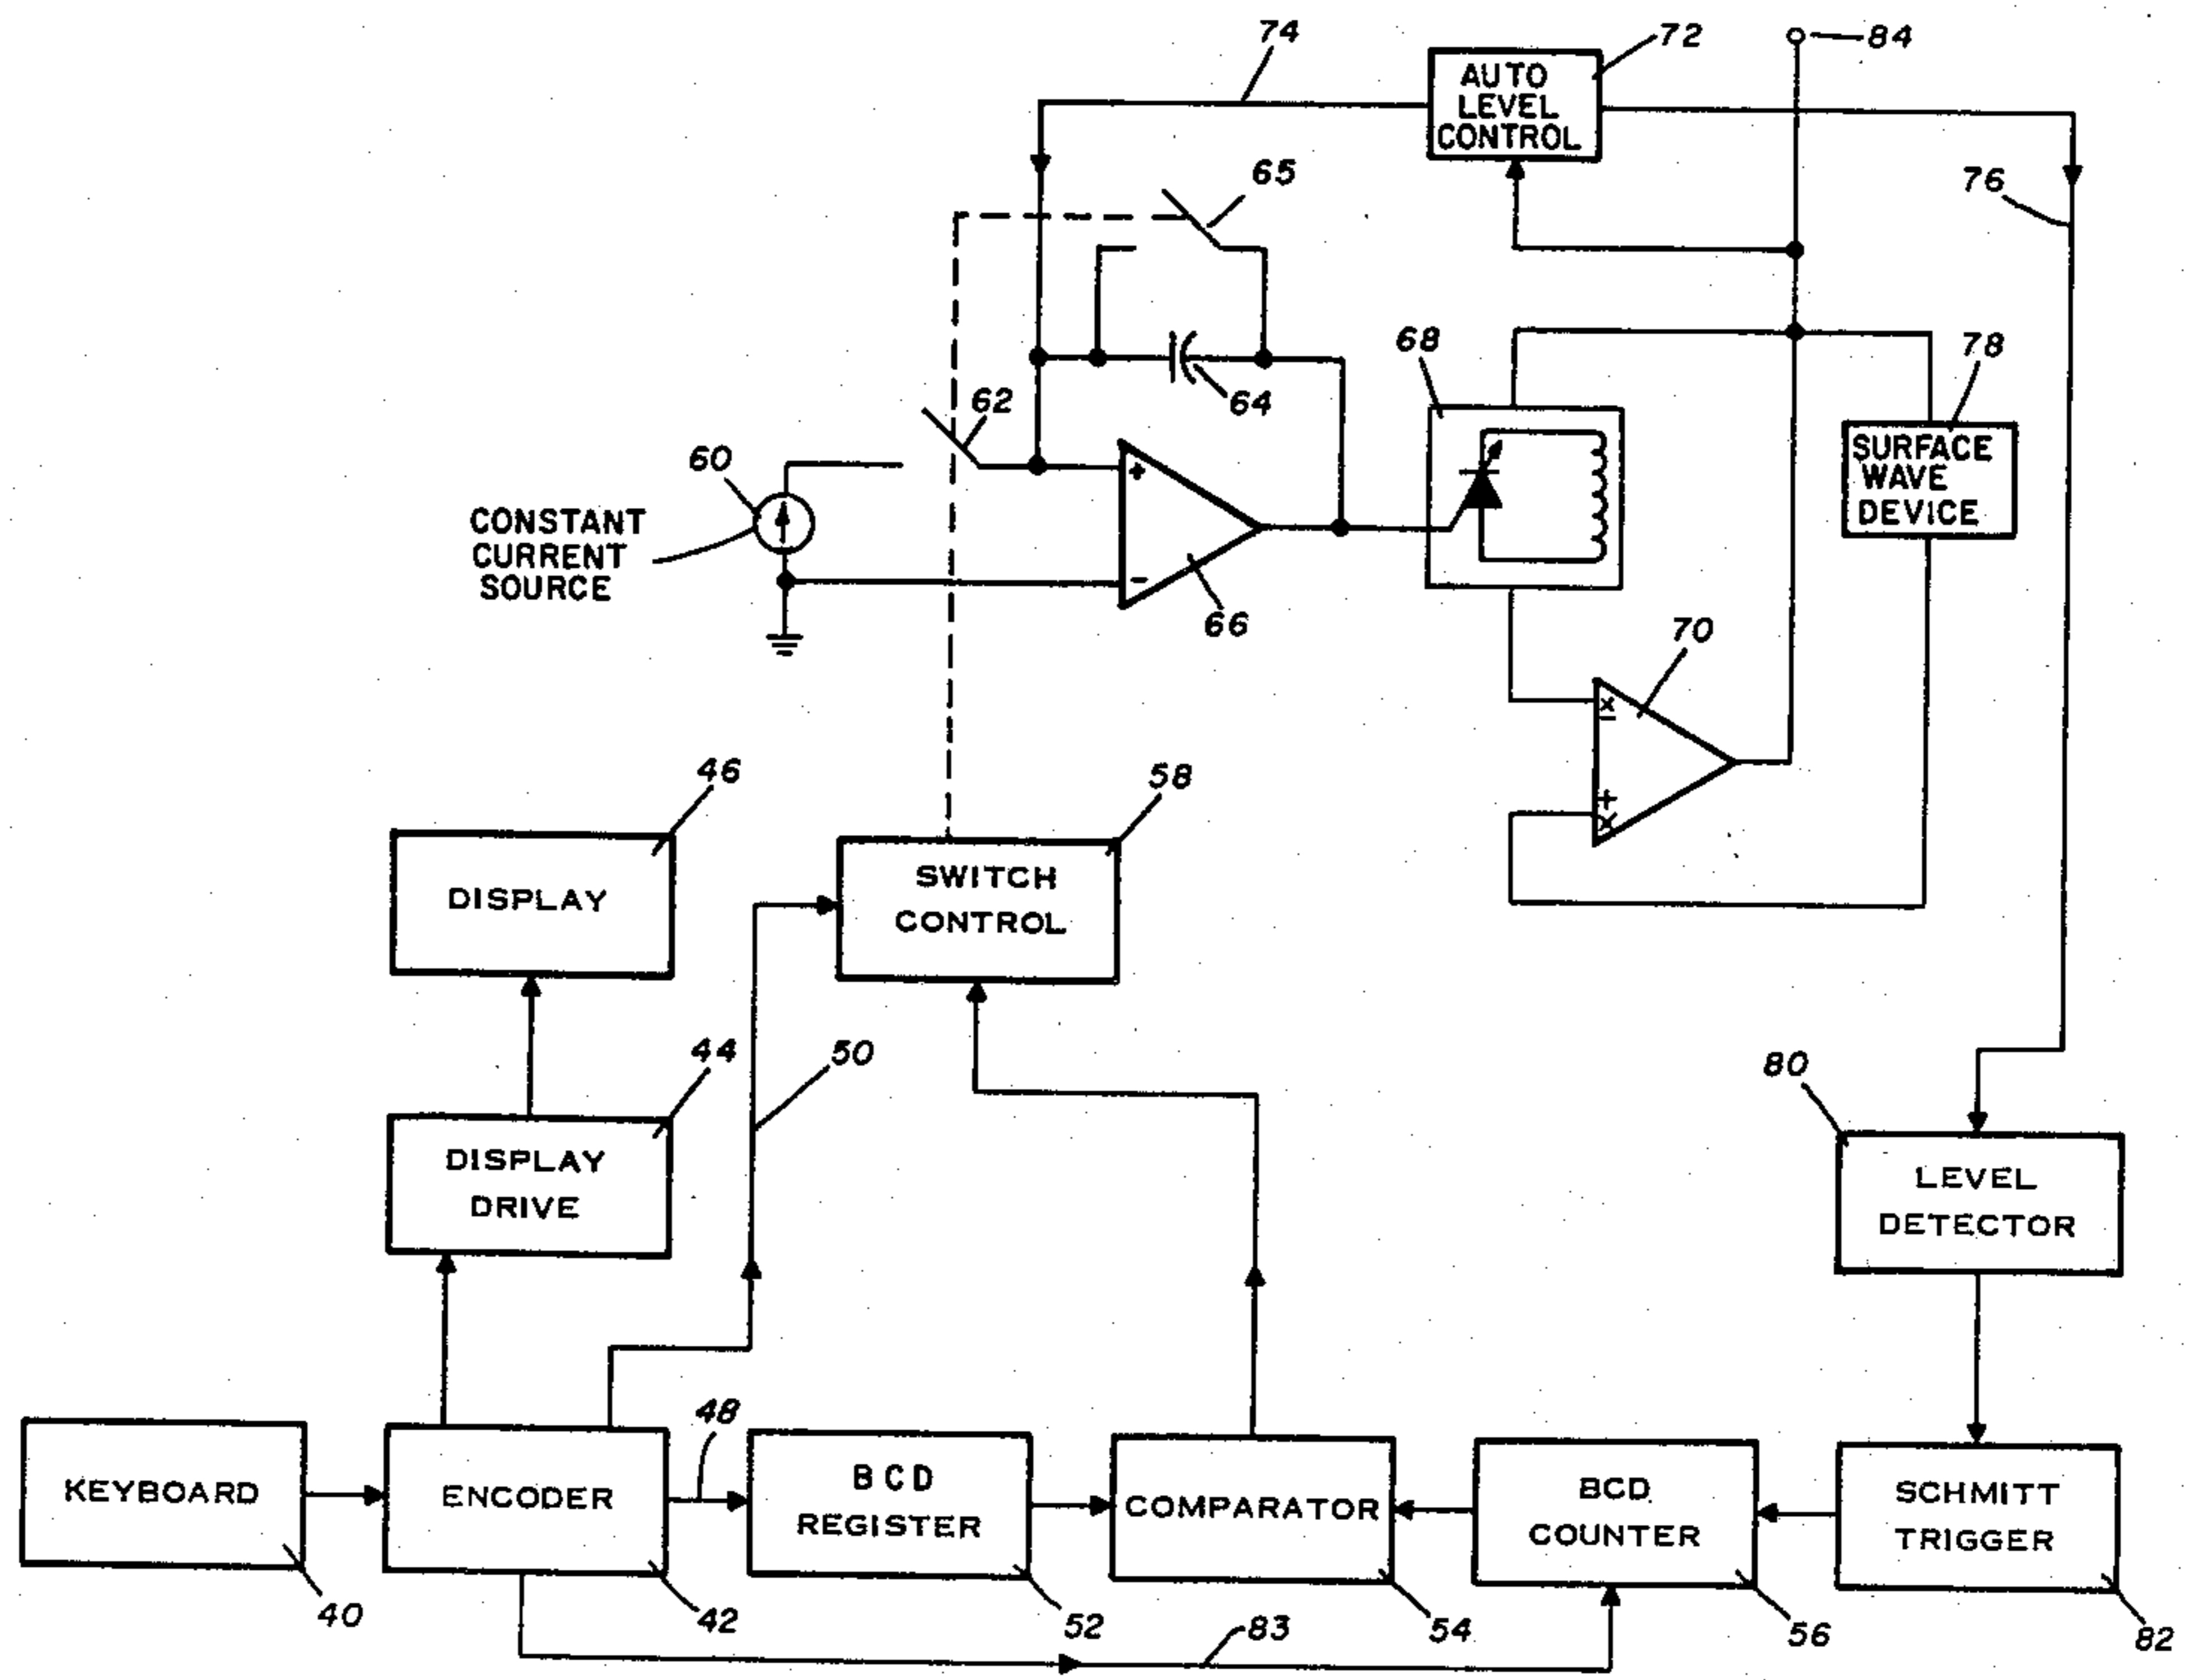 74
AUTO
LEVEL
CONTROL
72
84
65
76
68
78
62
64
SURFACE
WAVE
DEVICE
60
+
CONSTANT
CURRENT
SOURCE
-
66
70
x
-
46
58
+
x
DISPLAY
SWITCH
CONTROL
44
50
80
DISPLAY
DRIVE
LEVEL
DETECTOR
48
KEYBOARD
ENCODER
BCD
REGISTER
COMPARATOR
BCD
COUNTER
SCHMITT
TRIGGER
40
42
52
83
54
56
82